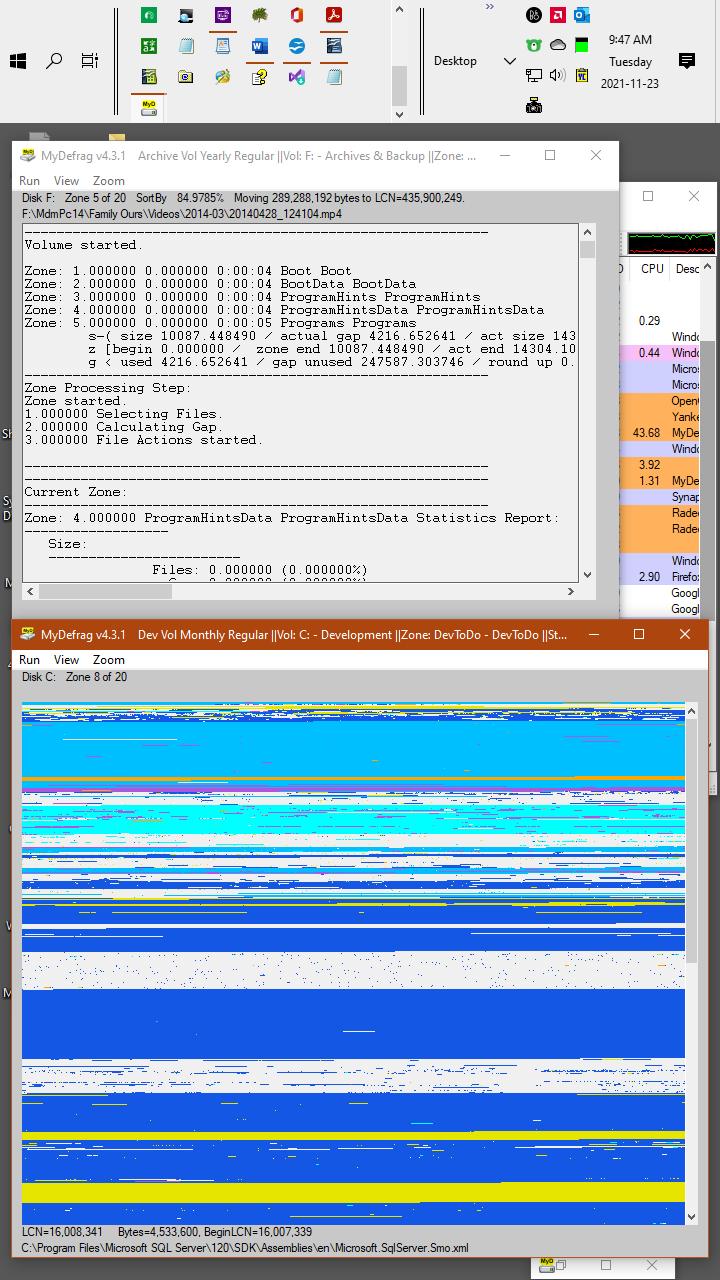 9:47 AM
Desktop
Tuesday
2021-11-23
MyDefrag v4.3.1 Archive Vol Yearly Regular ||Vol: F: - Archives & Backup ||Zone: ...
Run View Zoom
Disk F: Zone 5 of 20 SortBy 84.9785% Moving 289,288,192 bytes to LCN=435,900,249.
F:\MdmPc14\Family Ours\Videos\2014-03\20140428_124104.mp4
Volume started.
Zone: 1.000000 0.000000 0:00:04 Boot Boot
Zone: 2.000000 0.000000 0:00:04 BootData BootData
Zone: 3.000000 0.000000 0:00:04 ProgramHints ProgramHints
Zone: 4.000000 0.000000 0:00:04 ProgramHintsData ProgramHintsData
Zone: 5.000000 0.000000 0:00:05 Programs Programs
s-( size 10087.448490 / actual gap 4216.652641 / act size 143
z [begin 0.000000 / zone end 10087.448490 / act end 14304.10
g < used 4216.652641 / gap unused 247587.303746 / round up 0.
Zone Processing Step:
Zone started.
1.000000 Selecting Files.
2.000000 Calculating Gap.
3.000000 File Actions started.
Current Zone:
Zone: 4.000000 ProgramHintsData ProgramHintsData Statistics Report:
Size:
Files: 0.000000 (0.000000%)
CPU Desc
0.29
Windo
0.44 Windo
Micros
Micros
Open
Yanke
43.68 MyDe
Windo
3.92
1.31 MyDe
Synap
Rade
Rade
Windo
2.90 Firefo
Googl
Googl
MyDefrag v4.3.1 Dev Vol Monthly Regular ||Vol: C: - Development ||Zone: DevToDo - DevToDo ||St...
Run View Zoom
Disk C: Zone 8 of 20
LCN=16,008,341 Bytes=4,533,600, BeginLCN=16,007,339
C:\Program Files\Microsoft SQL Server\120\SDK\Assemblies\en\Microsoft.SqlServer.Smo.xml